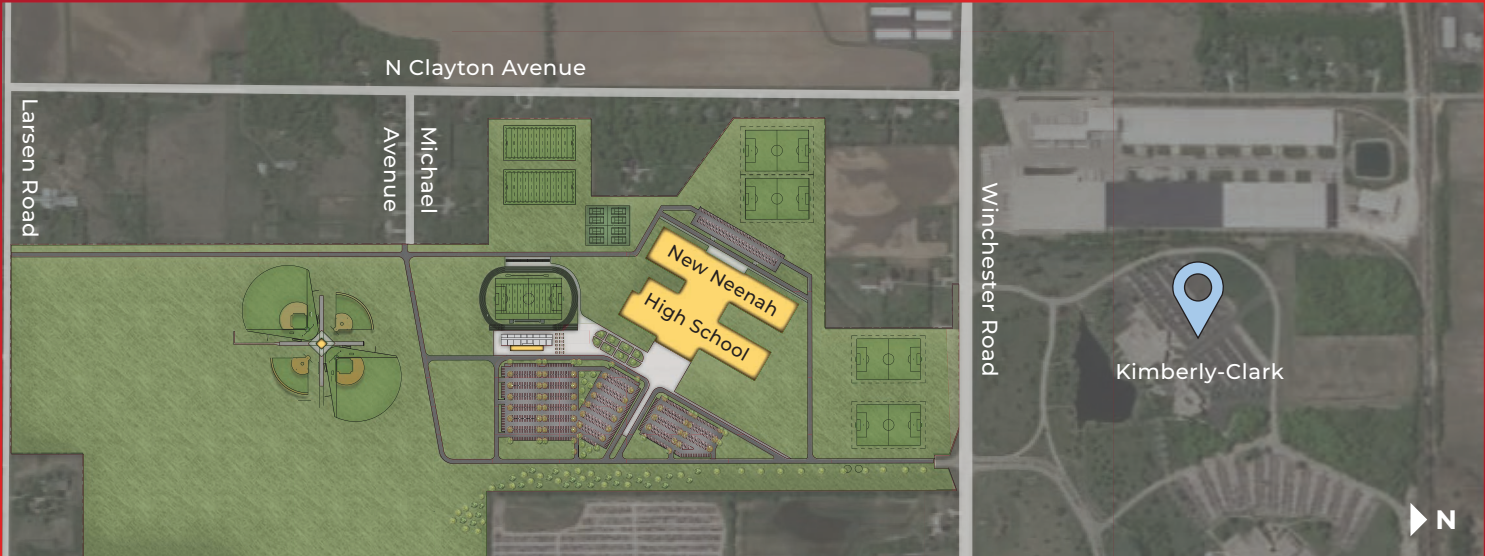 N Clayton Avenue
Larsen Road
Michael
Avenue
New Neenah
High School
Winchester Road
Kimberly-Clark
N